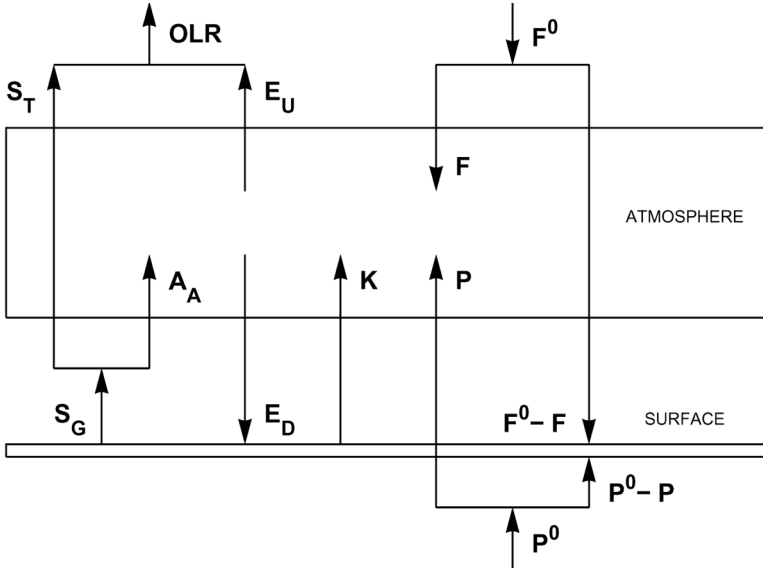 OLR
F⁰
S_T
E_U
F
ATMOSPHERE
A_A
K
P
S_G
E_D
F⁰ – F
SURFACE
P⁰ – P
P⁰